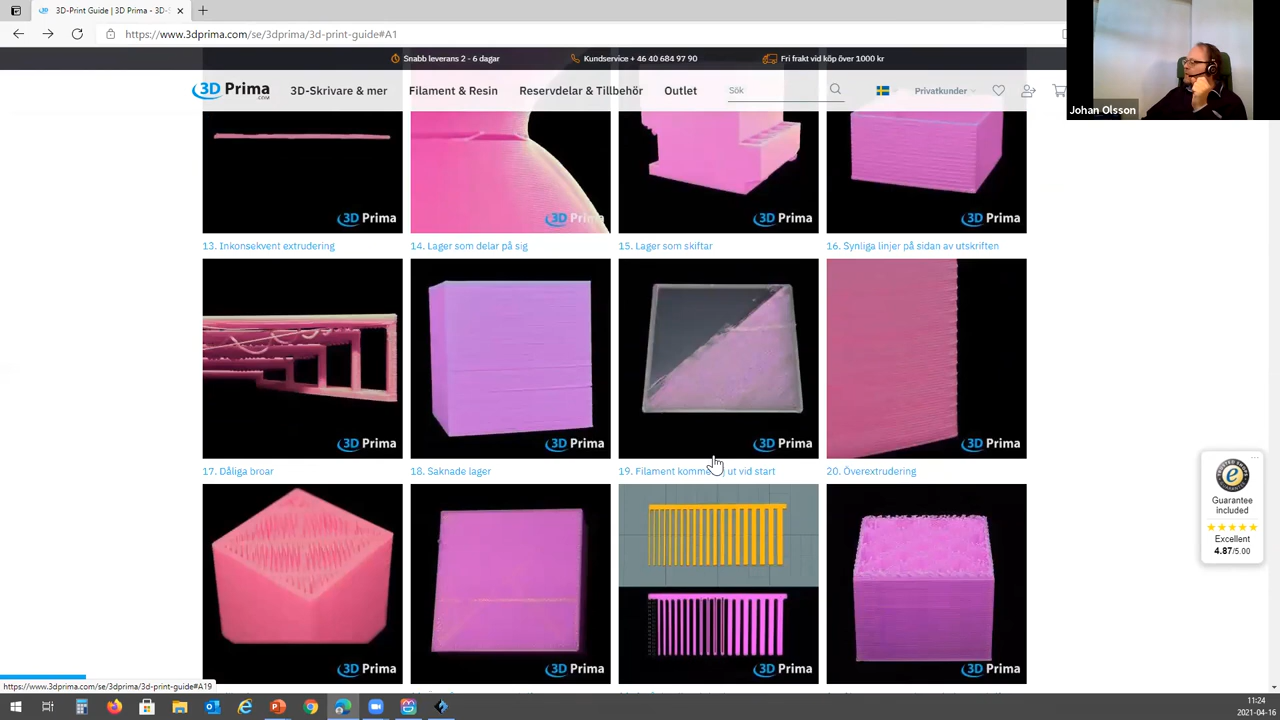 3D-Print Guide | 3D Prima - 3D-S
https://www.3dprima.com/se/3dprima/3d-print-guide#A1
Johan Olsson
Snabb leverans 2 - 6 dagar
Kundservice + 46 40 684 97 90
Fri frakt vid köp över 1000 kr
3D Prima
.COM
3D-Skrivare & mer
Filament & Resin
Reservdelar & Tillbehör
Outlet
Sök
Privatkunder
3D Prima
3D Prima
3D Prima
3D Prima
13. Inkonsekvent extrudering
14. Lager som delar på sig
15. Lager som skiftar
16. Synliga linjer på sidan av utskriften
3D Prima
3D Prima
3D Prima
3D Prima
17. Dåliga broar
18. Saknade lager
19. Filament kommer ej ut vid start
20. Överextrudering
Guarantee
included
Excellent
4.87/5.00
3D Prima
3D Prima
3D Prima
3D Prima
https://www.3dprima.com/se/3dprima/3d-print-guide#A19
11:24
2021-04-16